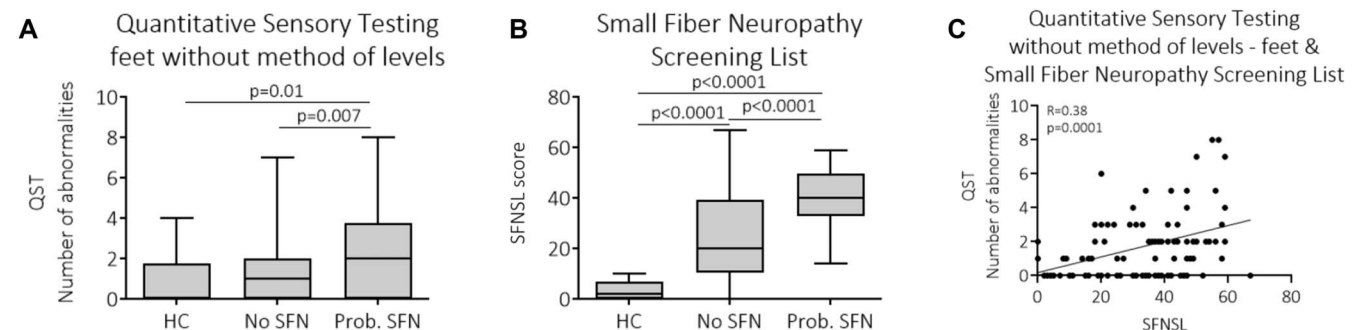 A
Quantitative Sensory Testing
feet without method of levels
QST
Number of abnormalities
10
8
6
4
2
0
p=0.01
p=0.007
HC
No SFN
Prob. SFN
B
Small Fiber Neuropathy
Screening List
SFNSL score
80
60
40
20
0
p<0.0001
p<0.0001
p<0.0001
HC
No SFN
Prob. SFN
C
Quantitative Sensory Testing
without method of levels - feet &
Small Fiber Neuropathy Screening List
QST
Number of abnormalities
10
8
6
4
2
0
R=0.38
p=0.0001
0
20
40
60
80
SFNSL